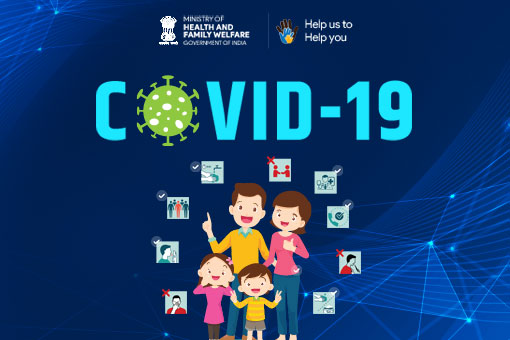 MINISTRY OF
HEALTH AND
FAMILY WELFARE
GOVERNMENT OF INDIA
Help us to
Help you
COVID-19